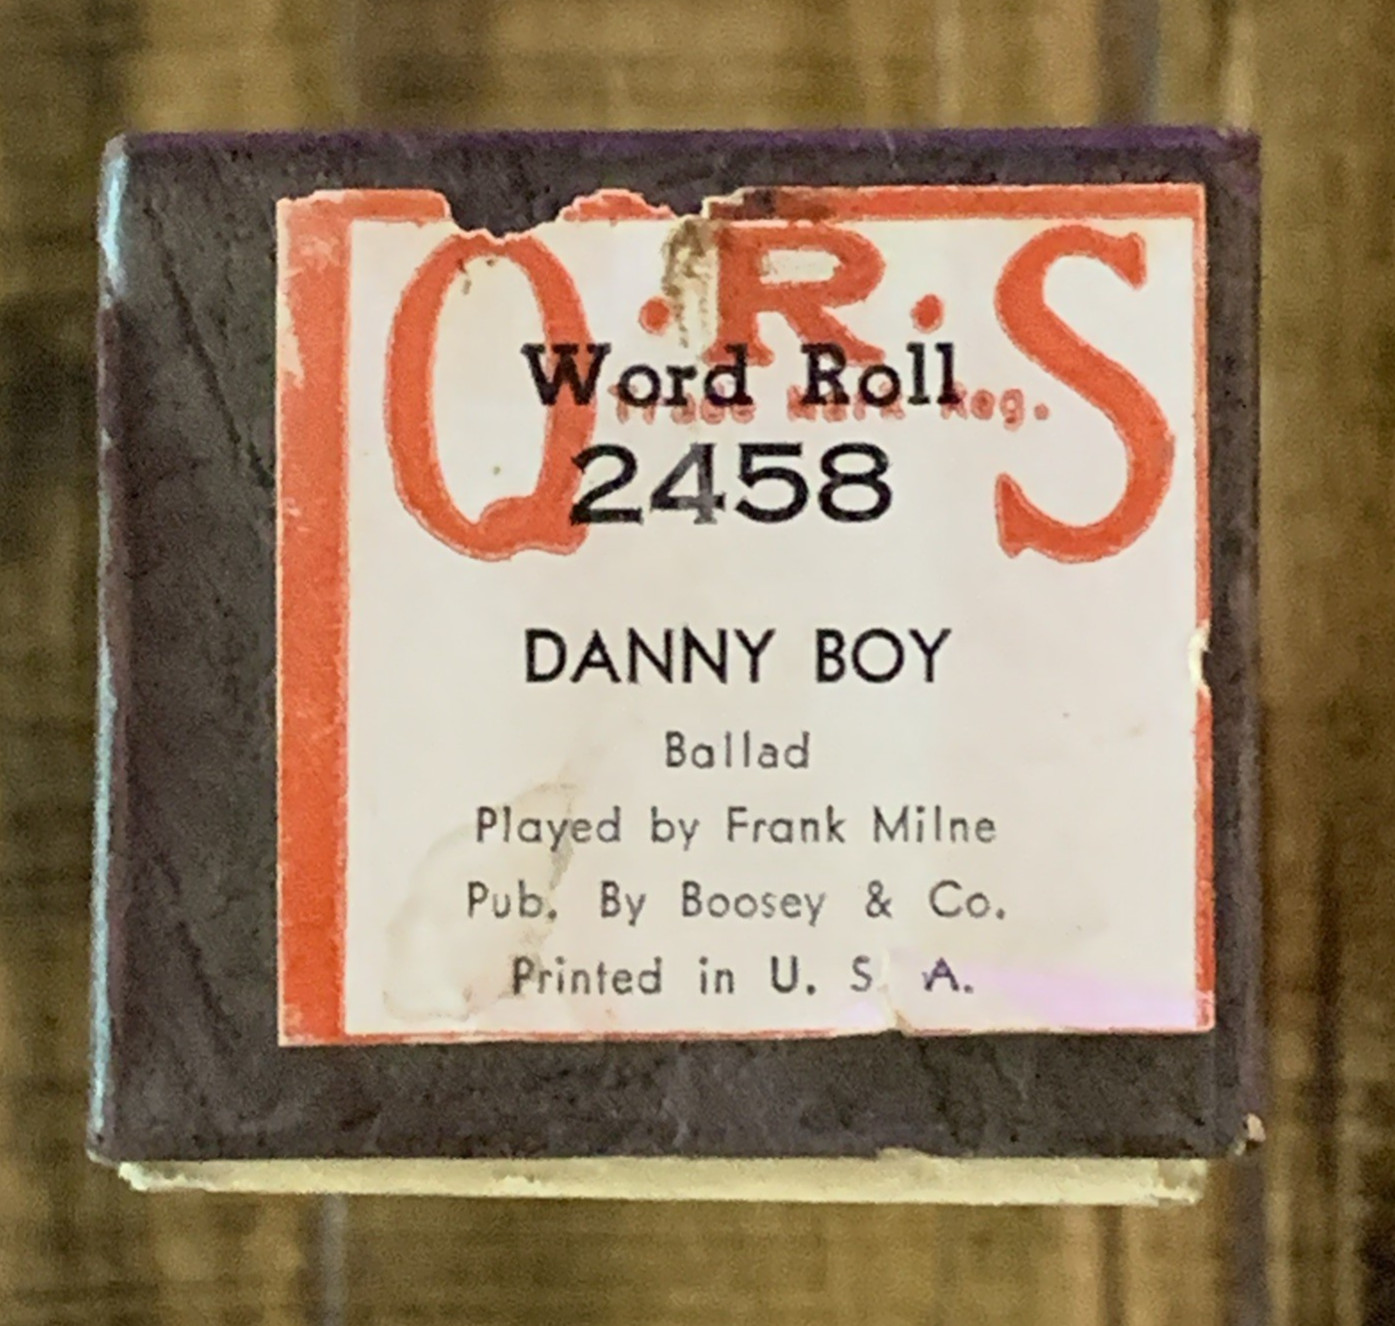 Q·R·S
Word Roll
Trade Mark Reg.
2458
DANNY BOY
Ballad
Played by Frank Milne
Pub. By Boosey & Co.
Printed in U. S A.